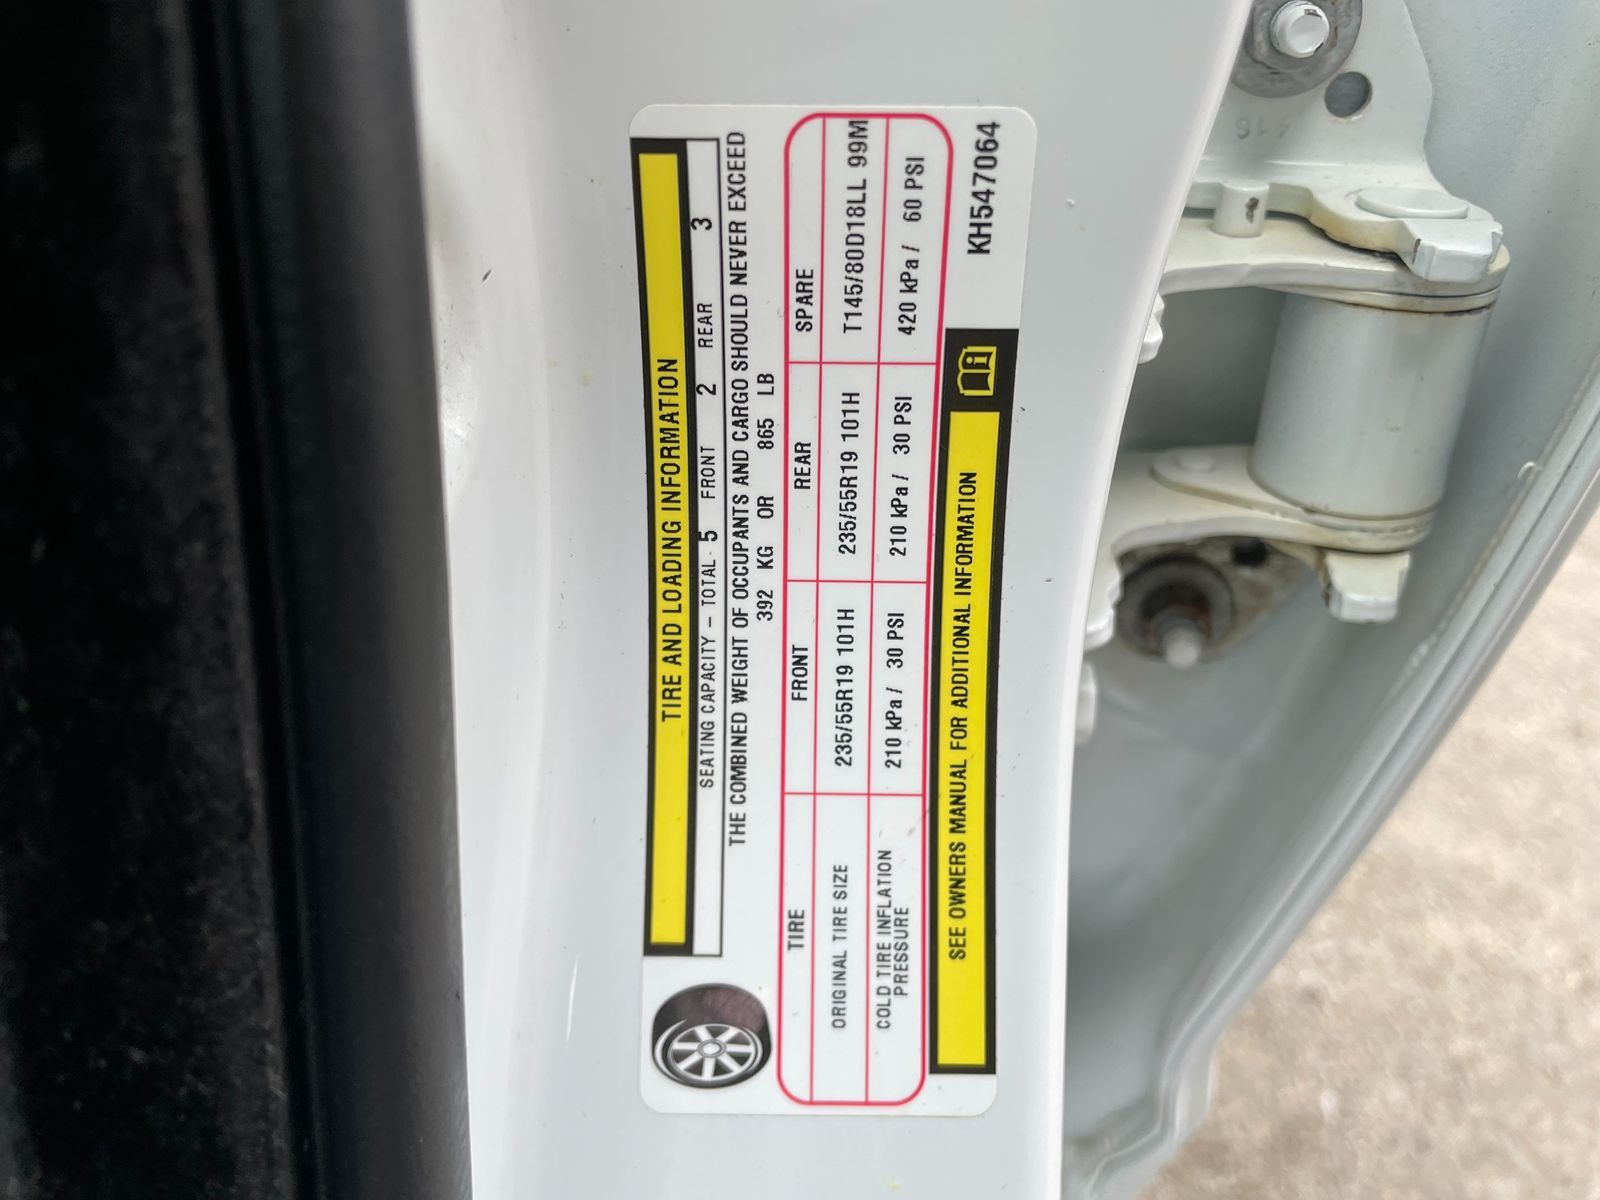 TIRE AND LOADING INFORMATION
SEATING CAPACITY – TOTAL 5 FRONT 2 REAR 3
THE COMBINED WEIGHT OF OCCUPANTS AND CARGO SHOULD NEVER EXCEED
392 KG OR 865 LB
TIRE FRONT REAR SPARE
ORIGINAL TIRE SIZE 235/55R19 101H 235/55R19 101H T145/80D18LL 99M
COLD TIRE INFLATION
PRESSURE 210 kPa / 30 PSI 210 kPa / 30 PSI 420 kPa / 60 PSI
SEE OWNERS MANUAL FOR ADDITIONAL INFORMATION
KH547064